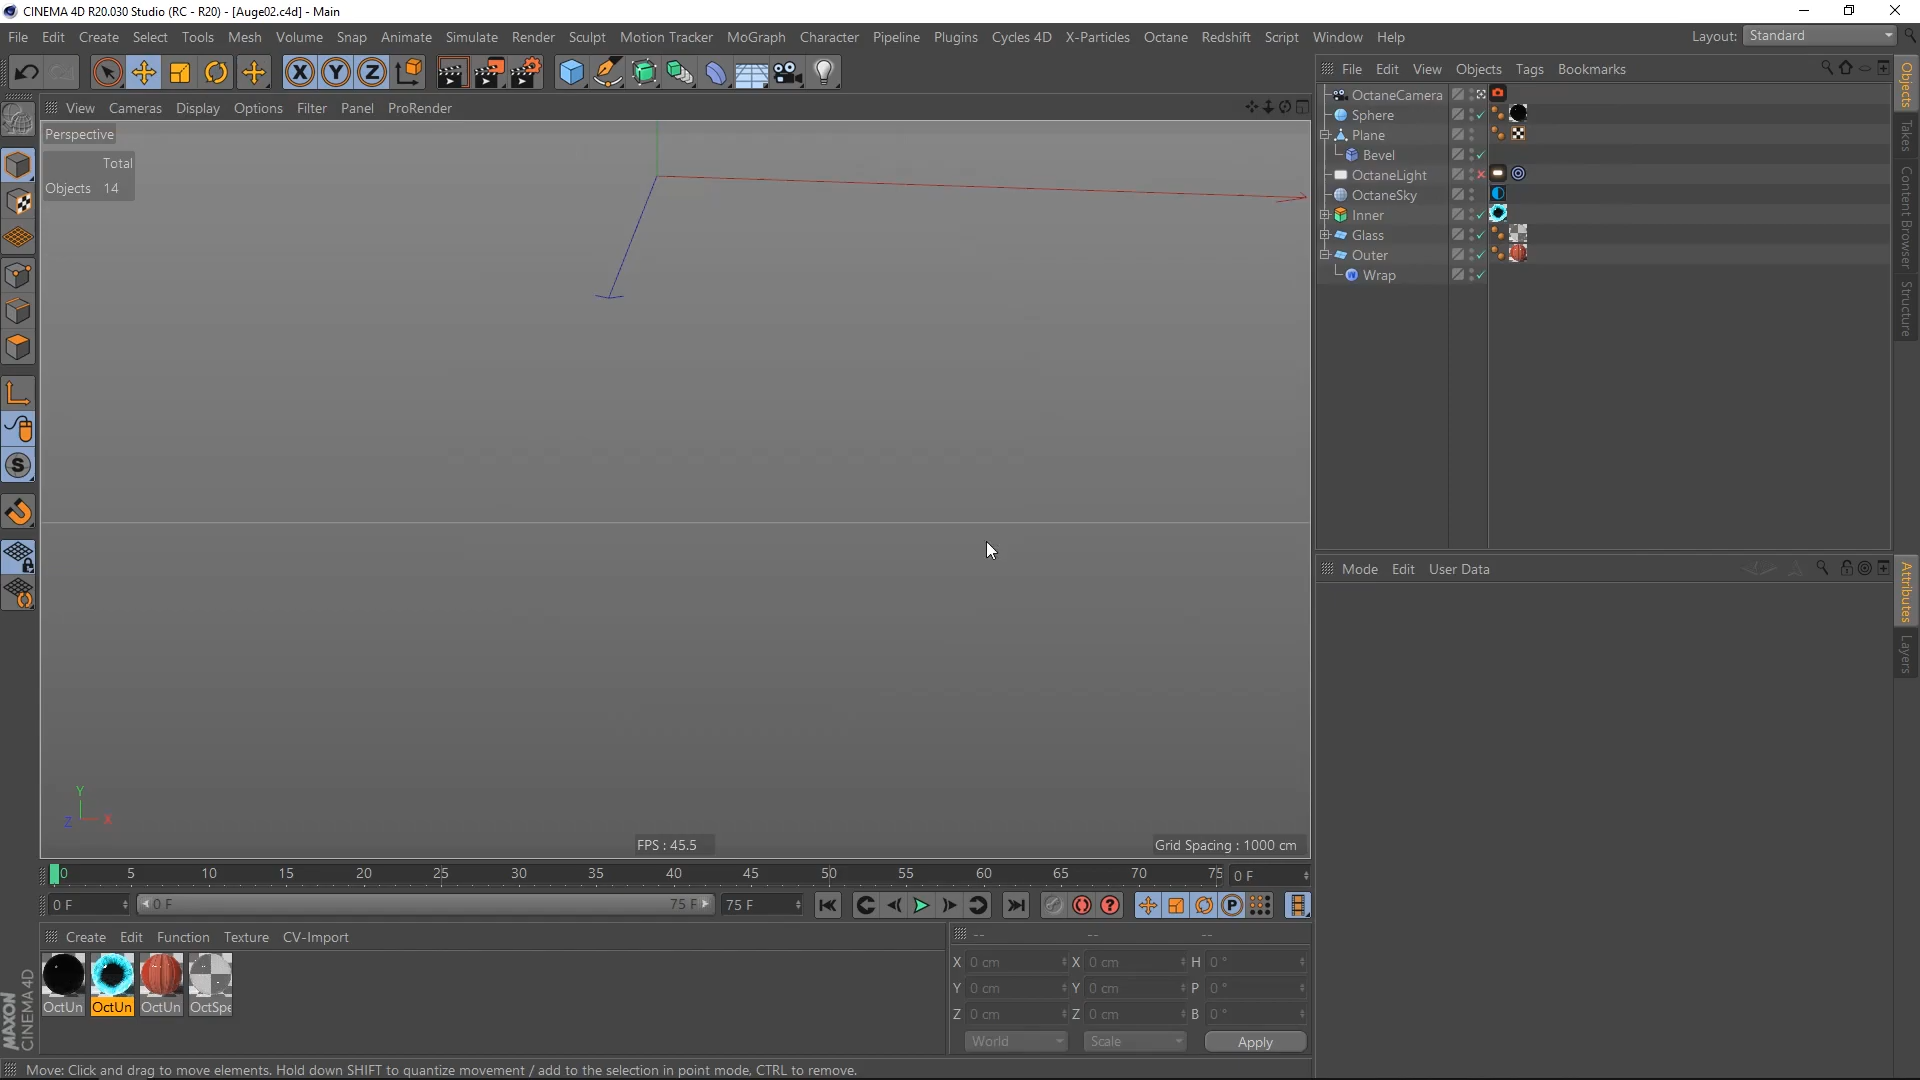 CINEMA 4D R20.030 Studio (RC - R20) - [Auge02.c4d] - Main
File Edit Create Select Tools Mesh Volume Snap Animate Simulate Render Sculpt Motion Tracker MoGraph Character Pipeline Plugins Cycles 4D X-Particles Octane Redshift Script Window Help
Layout: Standard
X Y Z
View Cameras Display Options Filter Panel ProRender
Perspective
Total
Objects 14
S
Y
Z X
FPS : 45.5
Grid Spacing : 1000 cm
File Edit View Objects Tags Bookmarks
OctaneCamera
Sphere
Plane
Bevel
OctaneLight
OctaneSky
Inner
Glass
Outer
Wrap
Objects
Takes
Content Browser
Structure
Mode Edit User Data
Attributes
Layers
0 5 10 15 20 25 30 35 40 45 50 55 60 65 70 75
0 F
0 F 0 F 75 F 75 F
P
Create Edit Function Texture CV-Import
OctUn OctUn OctUn OctSpe
-- -- --
X 0 cm X 0 cm H 0 °
Y 0 cm Y 0 cm P 0 °
Z 0 cm Z 0 cm B 0 °
World Scale Apply
MAXON
CINEMA 4D
Move: Click and drag to move elements. Hold down SHIFT to quantize movement / add to the selection in point mode, CTRL to remove.